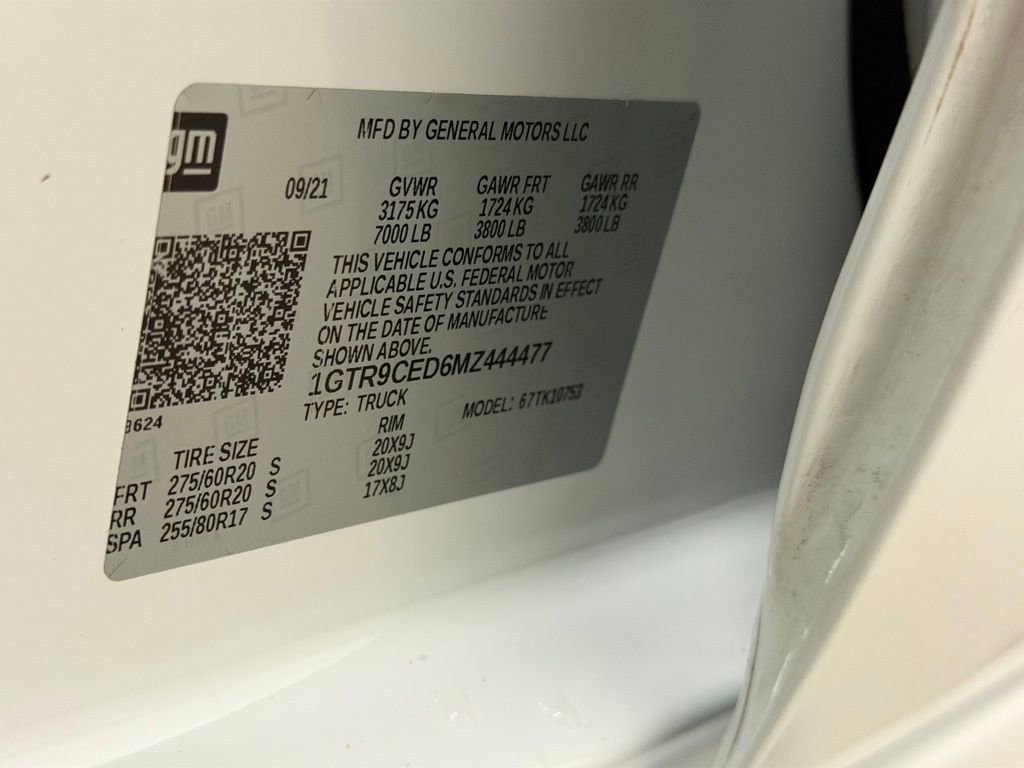 gm
MFD BY GENERAL MOTORS LLC
09/21 GVWR GAWR FRT GAWR RR
3175 KG 1724 KG 1724 KG
7000 LB 3800 LB 3800 LB
THIS VEHICLE CONFORMS TO ALL
APPLICABLE U.S. FEDERAL MOTOR
VEHICLE SAFETY STANDARDS IN EFFECT
ON THE DATE OF MANUFACTURE
SHOWN ABOVE.
1GTR9CED6MZ444477
TYPE: TRUCK MODEL: 67TK10753
3624
TIRE SIZE RIM
FRT 275/60R20 S 20X9J
RR 275/60R20 S 20X9J
SPA 255/80R17 S 17X8J